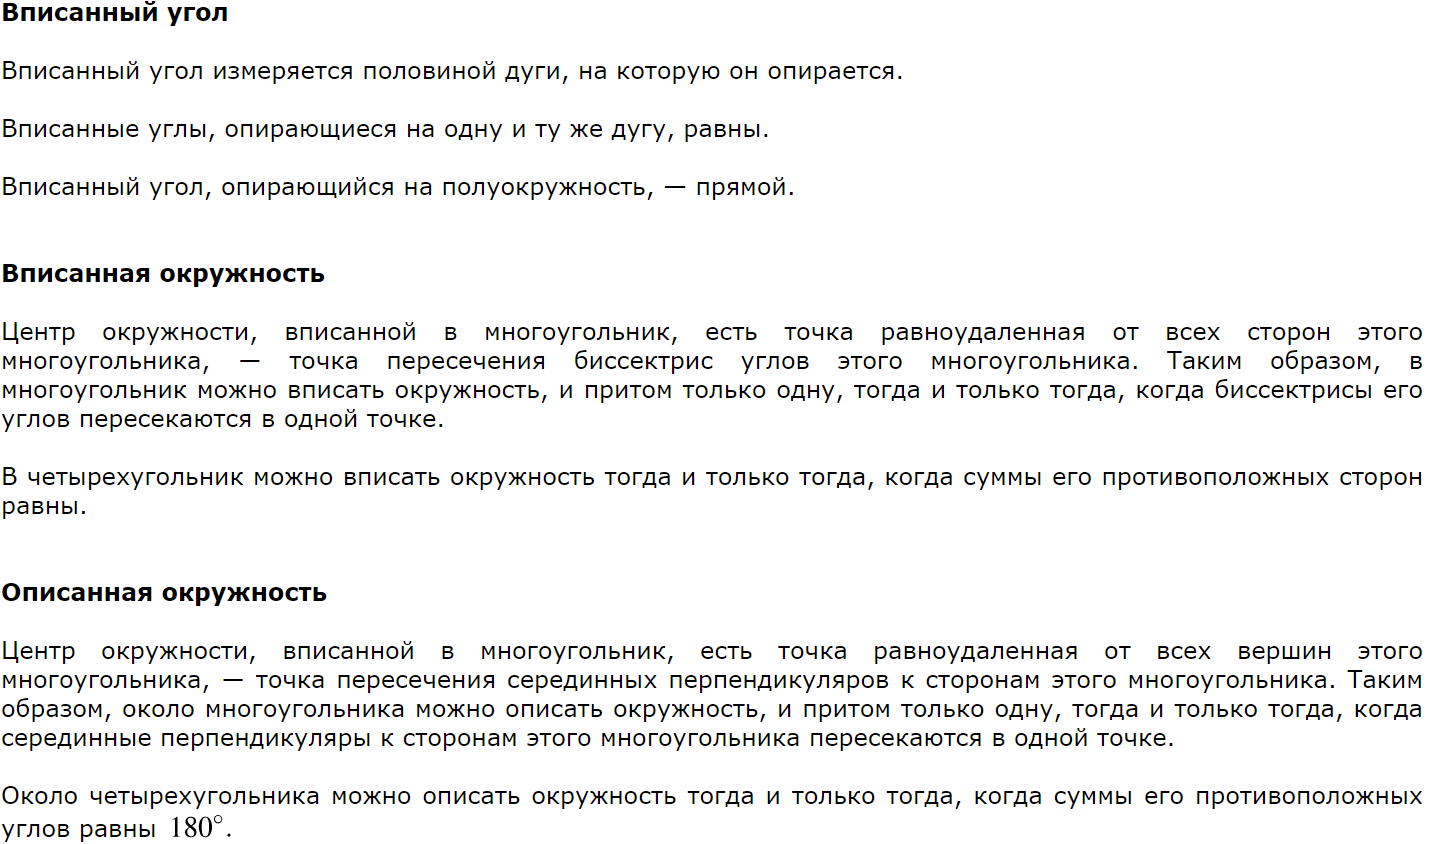 Вписанный угол
Вписанный угол измеряется половиной дуги, на которую он опирается.
Вписанные углы, опирающиеся на одну и ту же дугу, равны.
Вписанный угол, опирающийся на полуокружность, — прямой.
Вписанная окружность
Центр окружности, вписанной в многоугольник, есть точка равноудаленная от всех сторон этого
многоугольника, — точка пересечения биссектрис углов этого многоугольника. Таким образом, в
многоугольник можно вписать окружность, и притом только одну, тогда и только тогда, когда биссектрисы его
углов пересекаются в одной точке.
В четырехугольник можно вписать окружность тогда и только тогда, когда суммы его противоположных сторон
равны.
Описанная окружность
Центр окружности, вписанной в многоугольник, есть точка равноудаленная от всех вершин этого
многоугольника, — точка пересечения серединных перпендикуляров к сторонам этого многоугольника. Таким
образом, около многоугольника можно описать окружность, и притом только одну, тогда и только тогда, когда
серединные перпендикуляры к сторонам этого многоугольника пересекаются в одной точке.
Около четырехугольника можно описать окружность тогда и только тогда, когда суммы его противоположных
углов равны 180°.